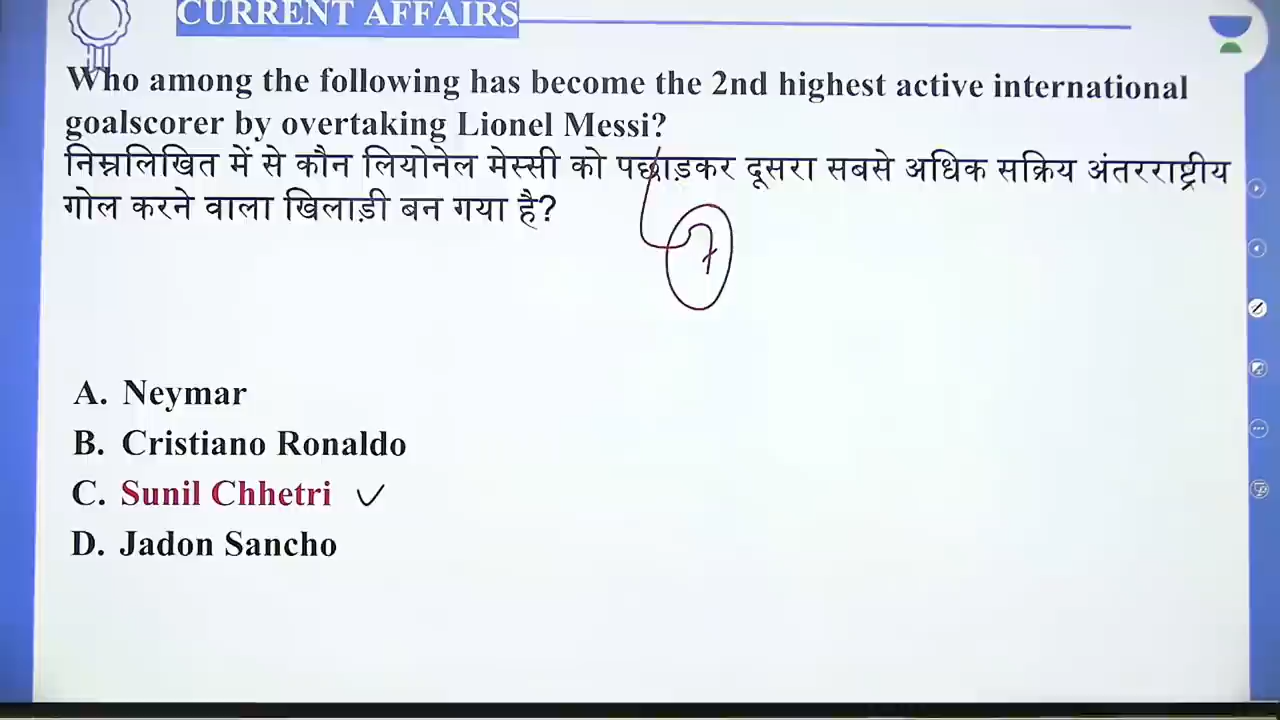 CURRENT AFFAIRS
Who among the following has become the 2nd highest active international
goalscorer by overtaking Lionel Messi?
निम्नलिखित में से कौन लियोनेल मेस्सी को पछाड़कर दूसरा सबसे अधिक सक्रिय अंतरराष्ट्रीय
गोल करने वाला खिलाड़ी बन गया है?
7
A. Neymar
B. Cristiano Ronaldo
C. Sunil Chhetri
D. Jadon Sancho